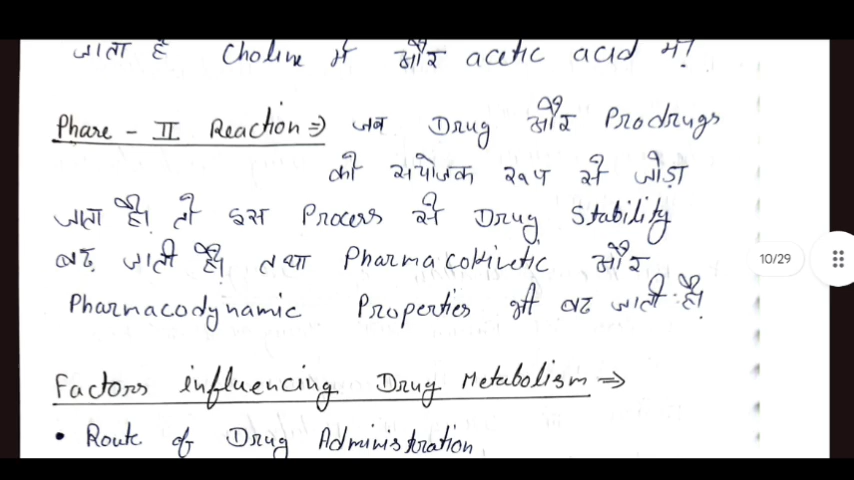 जाता है Choline में और acetic acid में!
Phase - II Reaction ⇒ जब Drug और Prodrugs
को संयोजक रूप से जोड़ा
जाता है। तो इस Process से Drug Stability
बढ़ जाती है। तथा Pharmacokinetic और
10/29
Pharmacodynamic Properties भी बढ जाती है।
Factors influencing Drug Metabolism ⇒
• Route of Drug Administration